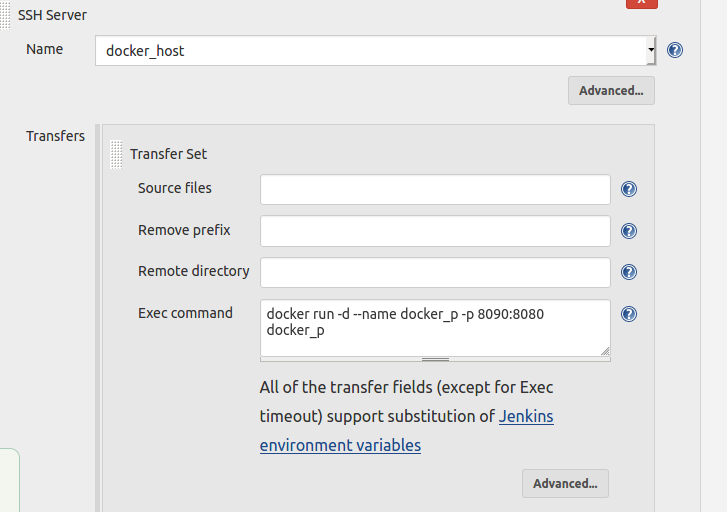 X
SSH Server
Name
docker_host
Advanced...
Transfers
Transfer Set
Source files
Remove prefix
Remote directory
Exec command
docker run -d --name docker_p -p 8090:8080
docker_p
All of the transfer fields (except for Exec
timeout) support substitution of Jenkins
environment variables
Advanced...